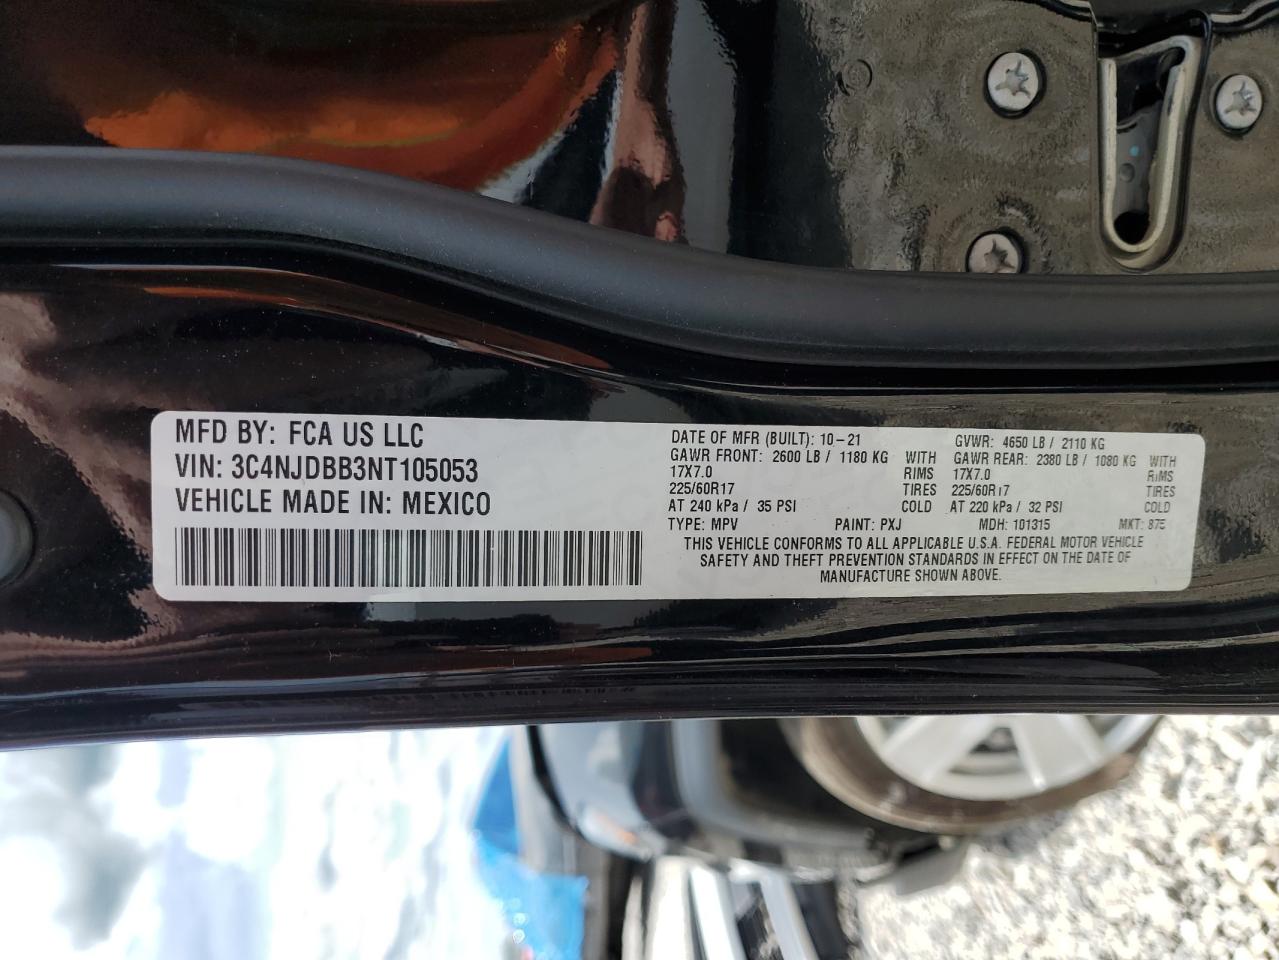 MFD BY: FCA US LLC
VIN: 3C4NJDBB3NT105053
VEHICLE MADE IN: MEXICO
DATE OF MFR (BUILT): 10-21 GVWR: 4650 LB / 2110 KG
GAWR FRONT: 2600 LB / 1180 KG WITH GAWR REAR: 2380 LB / 1080 KG WITH
17X7.0 RIMS 17X7.0 RIMS
225/60R17 TIRES 225/60R17 TIRES
AT 240 kPa / 35 PSI COLD AT 220 kPa / 32 PSI COLD
TYPE: MPV PAINT: PXJ MDH: 101315 MKT: 875
THIS VEHICLE CONFORMS TO ALL APPLICABLE U.S.A. FEDERAL MOTOR VEHICLE
SAFETY AND THEFT PREVENTION STANDARDS IN EFFECT ON THE DATE OF
MANUFACTURE SHOWN ABOVE.